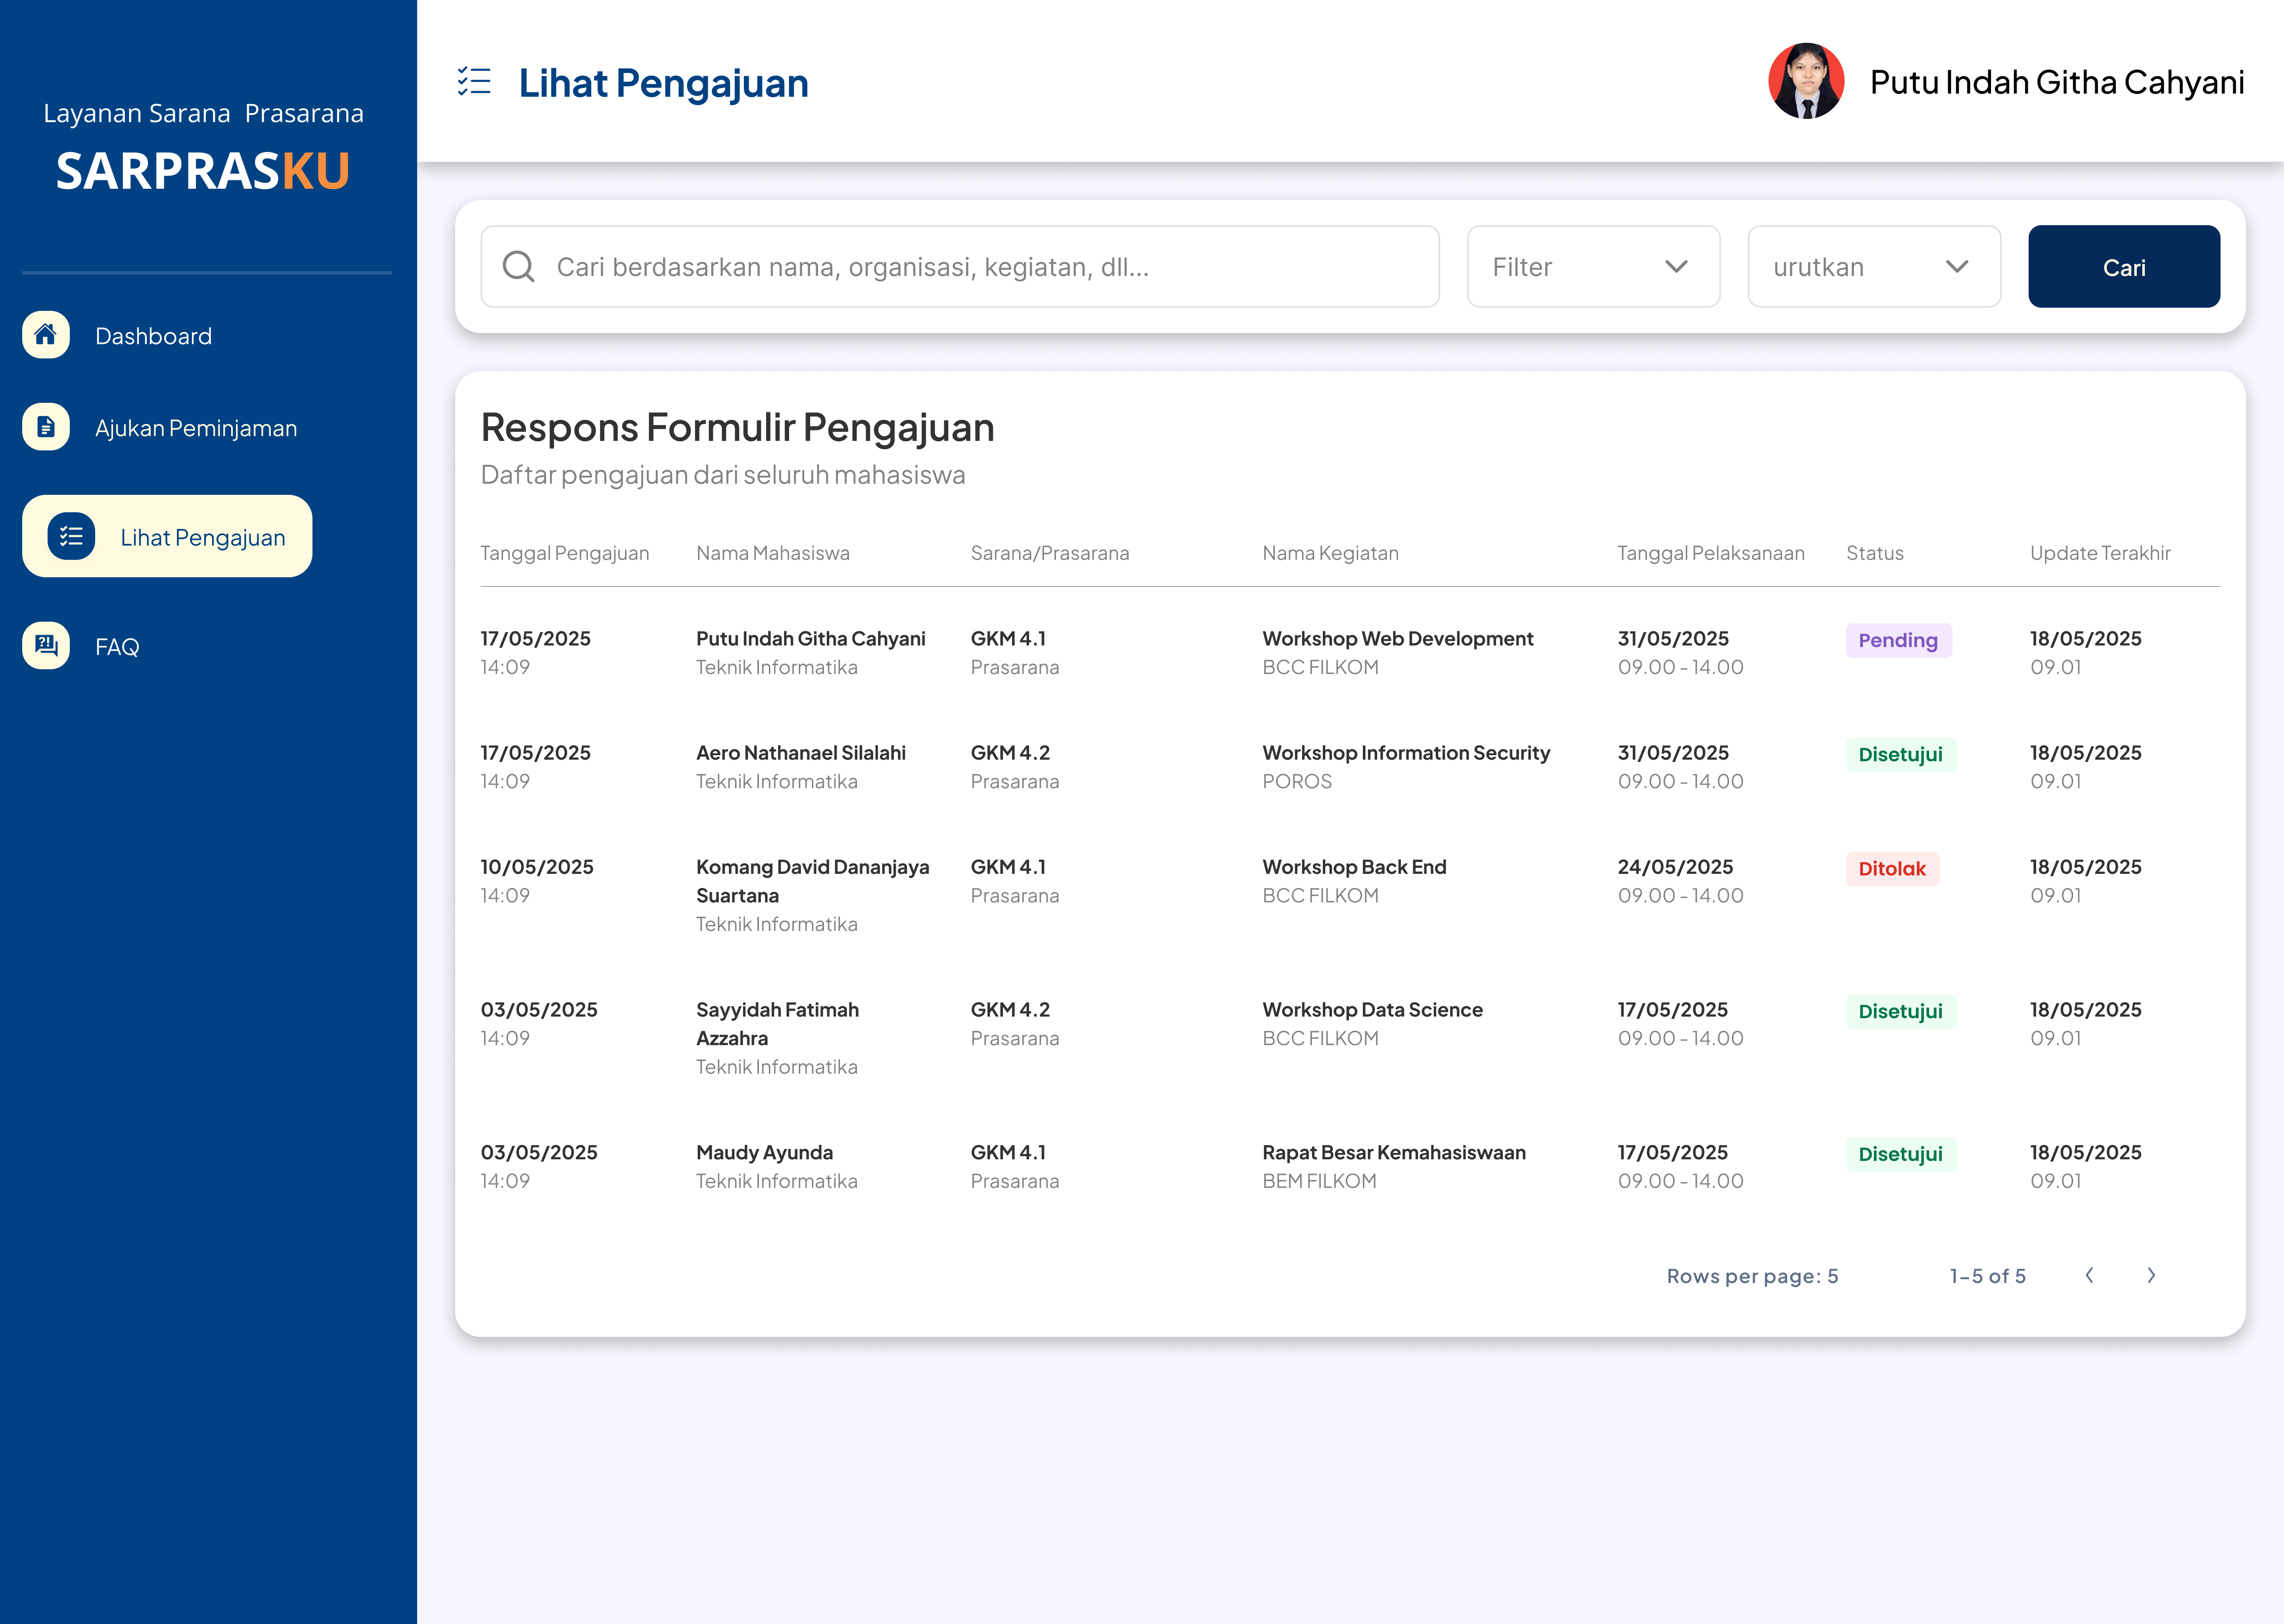 Layanan Sarana Prasarana
SARPRASKU
Dashboard
Ajukan Peminjaman
Lihat Pengajuan
FAQ
Lihat Pengajuan
Putu Indah Githa Cahyani
Cari berdasarkan nama, organisasi, kegiatan, dll...
Filter
urutkan
Cari
Respons Formulir Pengajuan
Daftar pengajuan dari seluruh mahasiswa
Tanggal Pengajuan Nama Mahasiswa Sarana/Prasarana Nama Kegiatan Tanggal Pelaksanaan Status Update Terakhir
17/05/2025 Putu Indah Githa Cahyani GKM 4.1 Workshop Web Development 31/05/2025 Pending 18/05/2025
14:09 Teknik Informatika Prasarana BCC FILKOM 09.00 - 14.00 09.01
17/05/2025 Aero Nathanael Silalahi GKM 4.2 Workshop Information Security 31/05/2025 Disetujui 18/05/2025
14:09 Teknik Informatika Prasarana POROS 09.00 - 14.00 09.01
10/05/2025 Komang David Dananjaya GKM 4.1 Workshop Back End 24/05/2025 Ditolak 18/05/2025
14:09 Suartana Prasarana BCC FILKOM 09.00 - 14.00 09.01
Teknik Informatika
03/05/2025 Sayyidah Fatimah GKM 4.2 Workshop Data Science 17/05/2025 Disetujui 18/05/2025
14:09 Azzahra Prasarana BCC FILKOM 09.00 - 14.00 09.01
Teknik Informatika
03/05/2025 Maudy Ayunda GKM 4.1 Rapat Besar Kemahasiswaan 17/05/2025 Disetujui 18/05/2025
14:09 Teknik Informatika Prasarana BEM FILKOM 09.00 - 14.00 09.01
Rows per page: 5 1–5 of 5